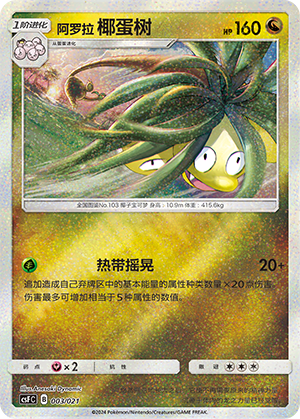 1阶进化
阿罗拉 椰蛋树
HP 160
从蛋蛋进化
全国图鉴No.103 椰子宝可梦 身高：10.9m 体重：415.6kg
热带摇晃 20+
追加造成自己弃牌区中的基本能量的属性种类数量×20点伤害。
伤害最多可增加相当于5种属性的数值。
弱点 ×2 抵抗力 撤退
Illus. Anesaki Dynamic
csFC D 003/021
©2024 Pokémon/Nintendo/Creatures/GAME FREAK.